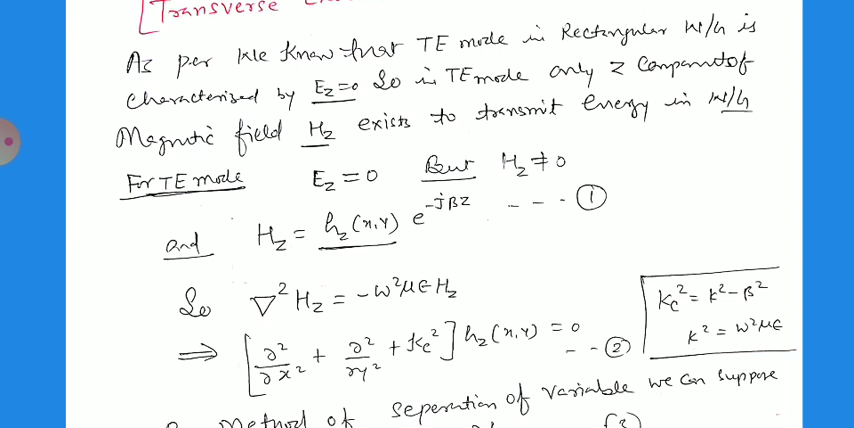 [Transverse
As per We Know that TE mode in Rectangular W/G is
Characterised by Ez=0 So in TE mode only Z Componentsof
Magnetic field Hz exists to transmit energy in W/G
For TE mode Ez = 0 But Hz ≠ 0
and Hz = hz(x,y) e^-jβz - - - ①
So ∇²Hz = -ω²μεHz
Kc² = k² - β²
k² = ω²με
⟹ [∂²/∂x² + ∂²/∂y² + Kc²] hz(x,y) = 0 - - ②
Method of seperation of Variable we can suppose
(3)